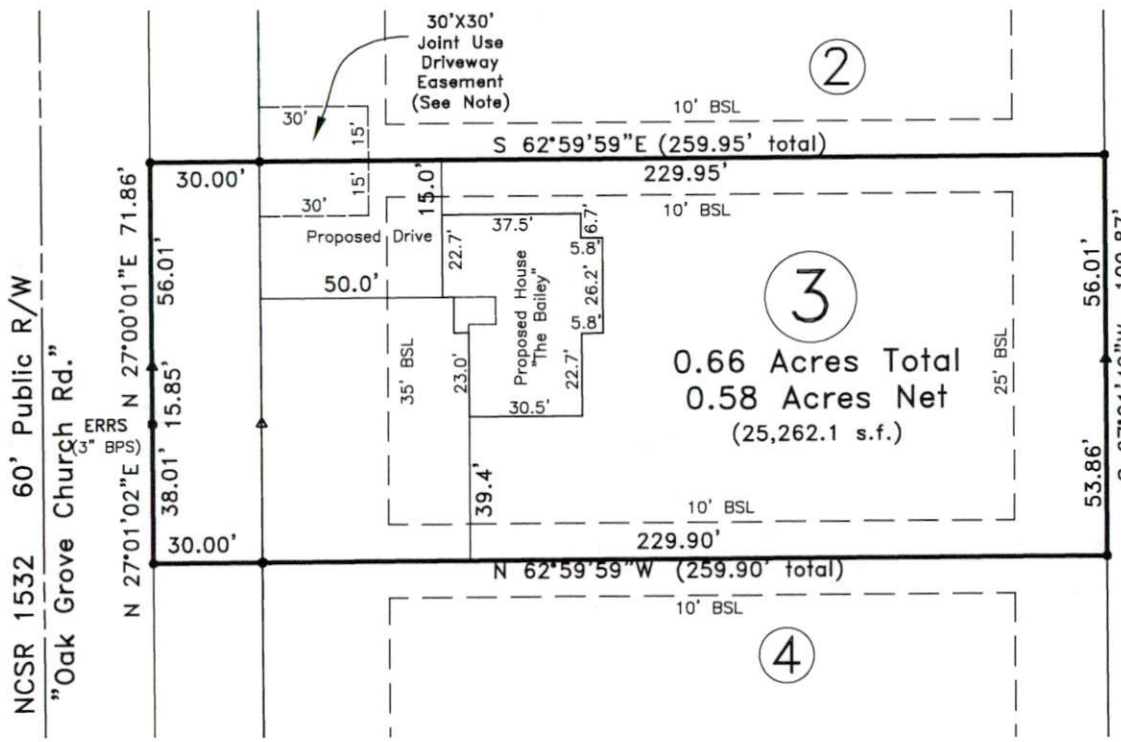 30'X30'
Joint Use
Driveway
Easement
(See Note)
2
10' BSL
30'
15'
S 62°59'59"E (259.95' total)
30.00'
229.95'
15'
30'
15.0'
10' BSL
Proposed Drive
37.5'
6.7'
5.8'
22.7'
26.2'
5.8'
50.0'
Proposed House
"The Bailey"
23.0'
22.7'
30.5'
35' BSL
3
0.66 Acres Total
0.58 Acres Net
(25,262.1 s.f.)
25' BSL
56.01'
53.86'
N 27°00'01"E 71.86'
56.01'
15.85'
ERRS
(3" BPS)
38.01'
N 27°01'02"E
NCSR 1532 60' Public R/W
"Oak Grove Church Rd."
39.4'
10' BSL
30.00'
229.90'
N 62°59'59"W (259.90' total)
10' BSL
4